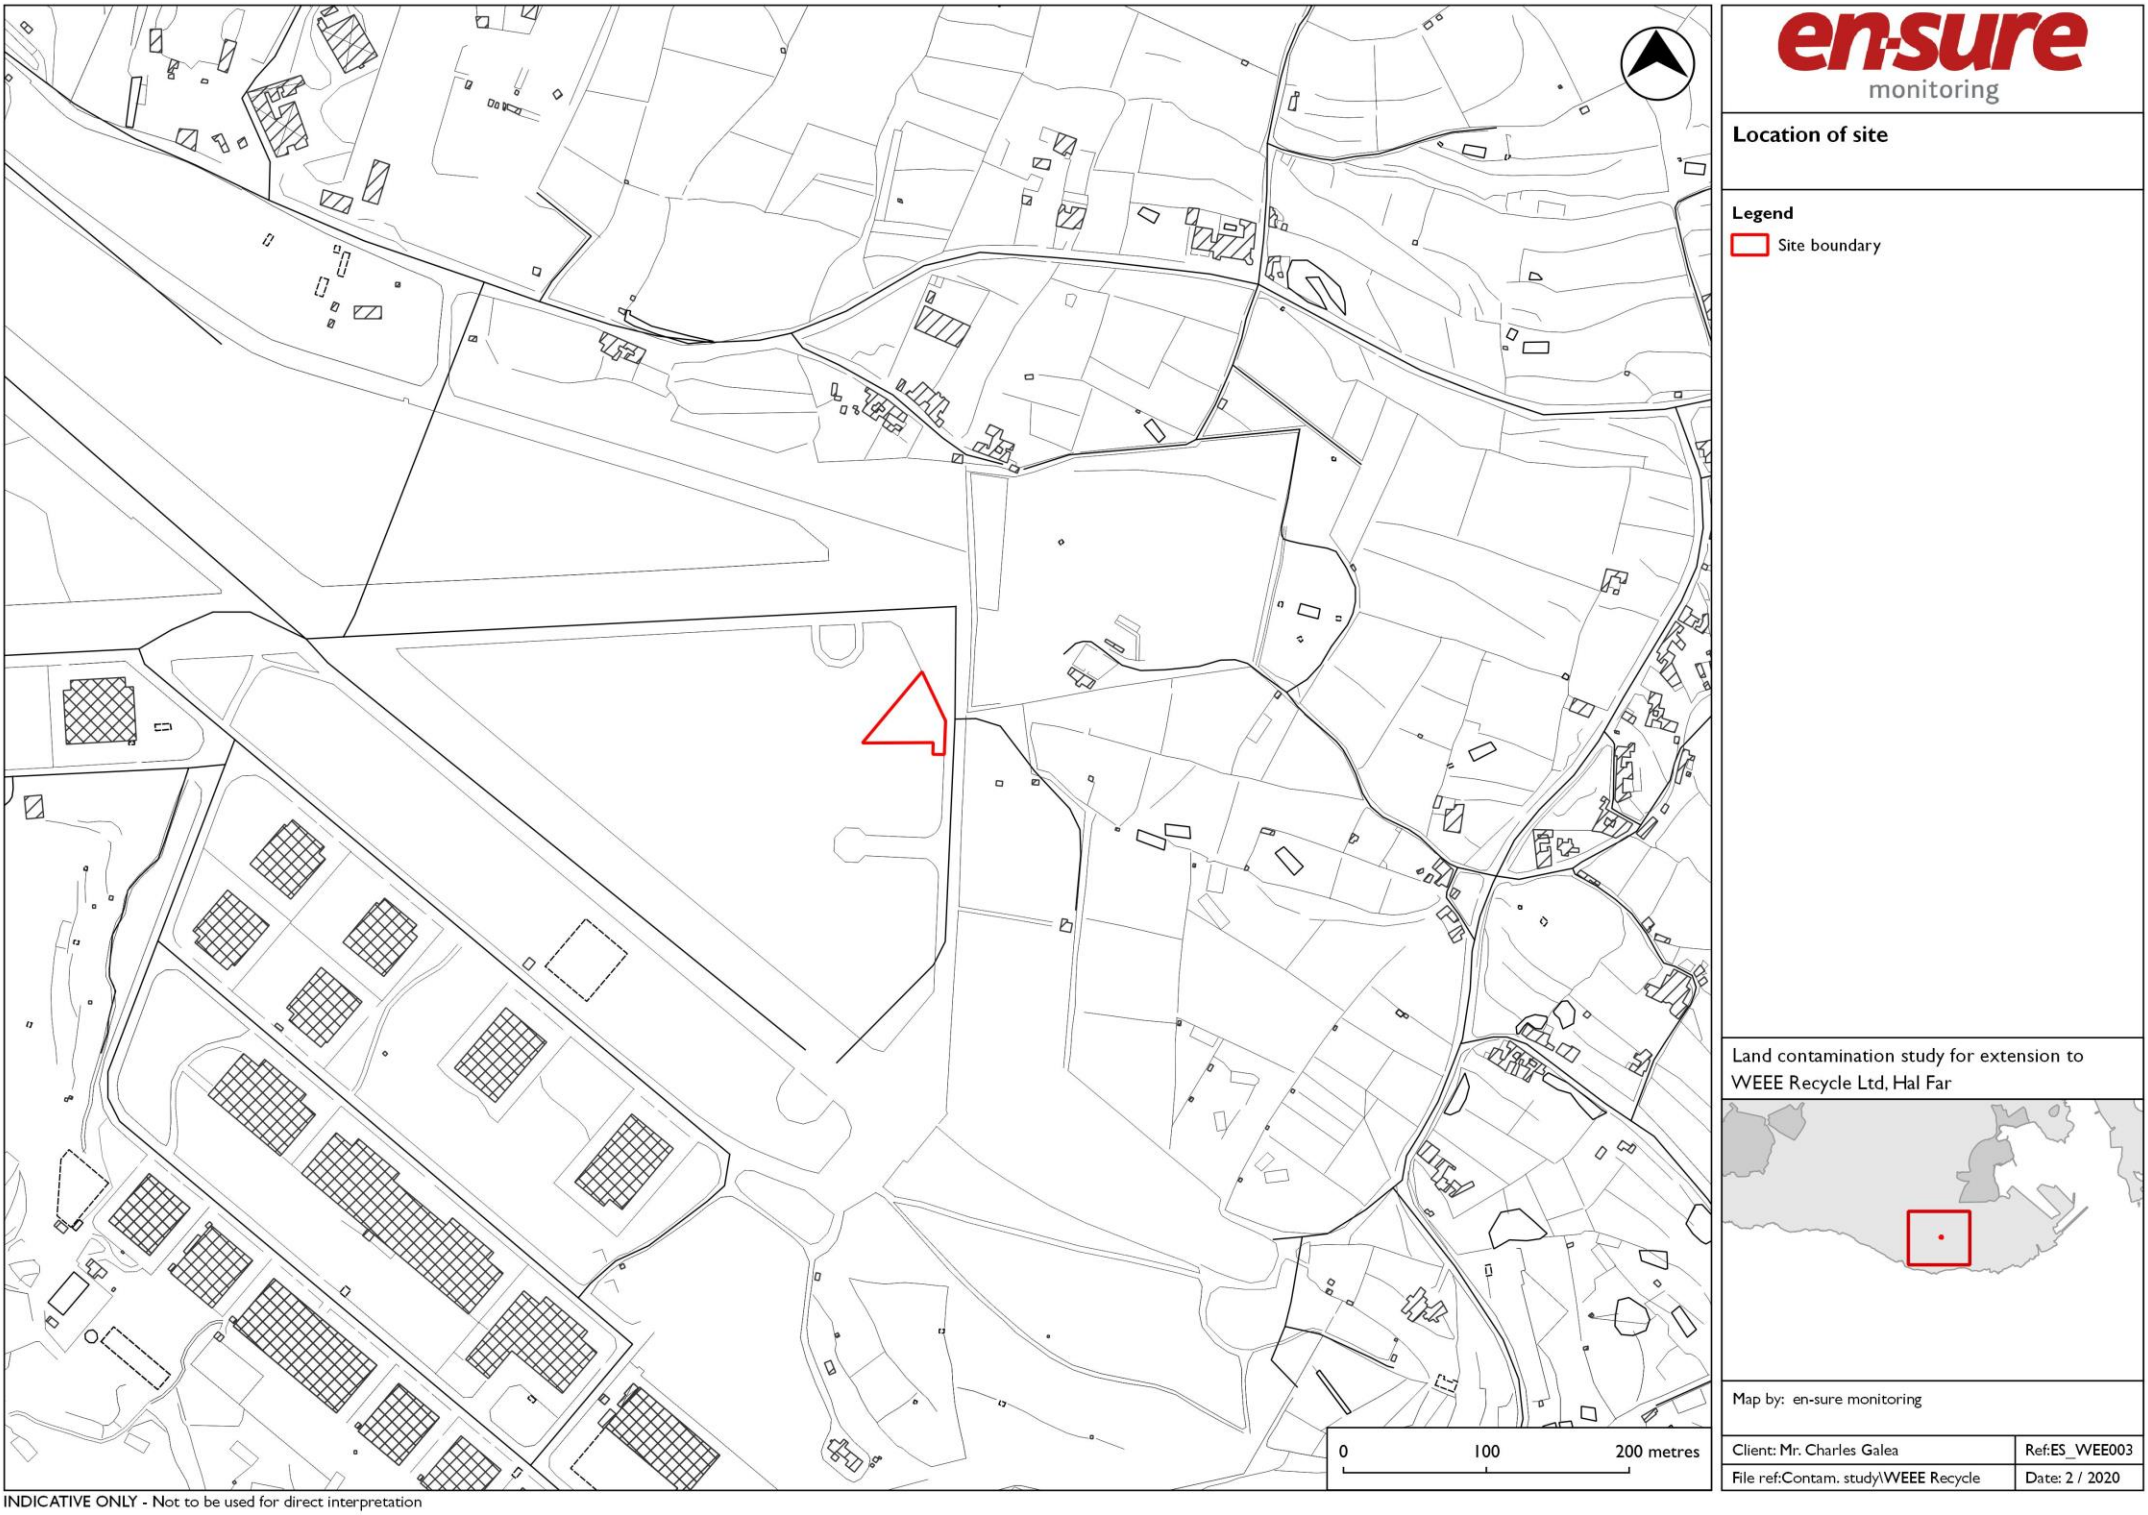 en-sure
monitoring
Location of site
Legend
Site boundary
Land contamination study for extension to
WEEE Recycle Ltd, Hal Far
Map by: en-sure monitoring
Client: Mr. Charles Galea
Ref:ES_WEE003
File ref:Contam. study\WEEE Recycle
Date: 2 / 2020
0 100 200 metres
INDICATIVE ONLY - Not to be used for direct interpretation